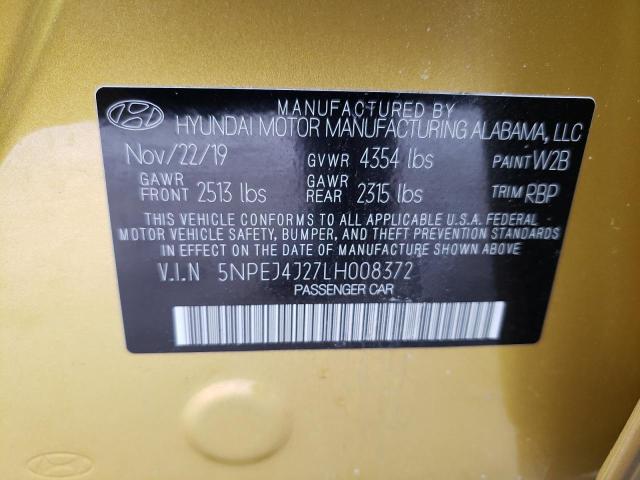 MANUFACTURED BY
HYUNDAI MOTOR MANUFACTURING ALABAMA, LLC
Nov/22/19 GVWR 4354 lbs PAINT W2B
GAWR FRONT 2513 lbs GAWR REAR 2315 lbs TRIM RBP
THIS VEHICLE CONFORMS TO ALL APPLICABLE U.S.A. FEDERAL
MOTOR VEHICLE SAFETY, BUMPER, AND THEFT PREVENTION STANDARDS
IN EFFECT ON THE DATE OF MANUFACTURE SHOWN ABOVE.
V.I.N 5NPEJ4J27LH008372
PASSENGER CAR